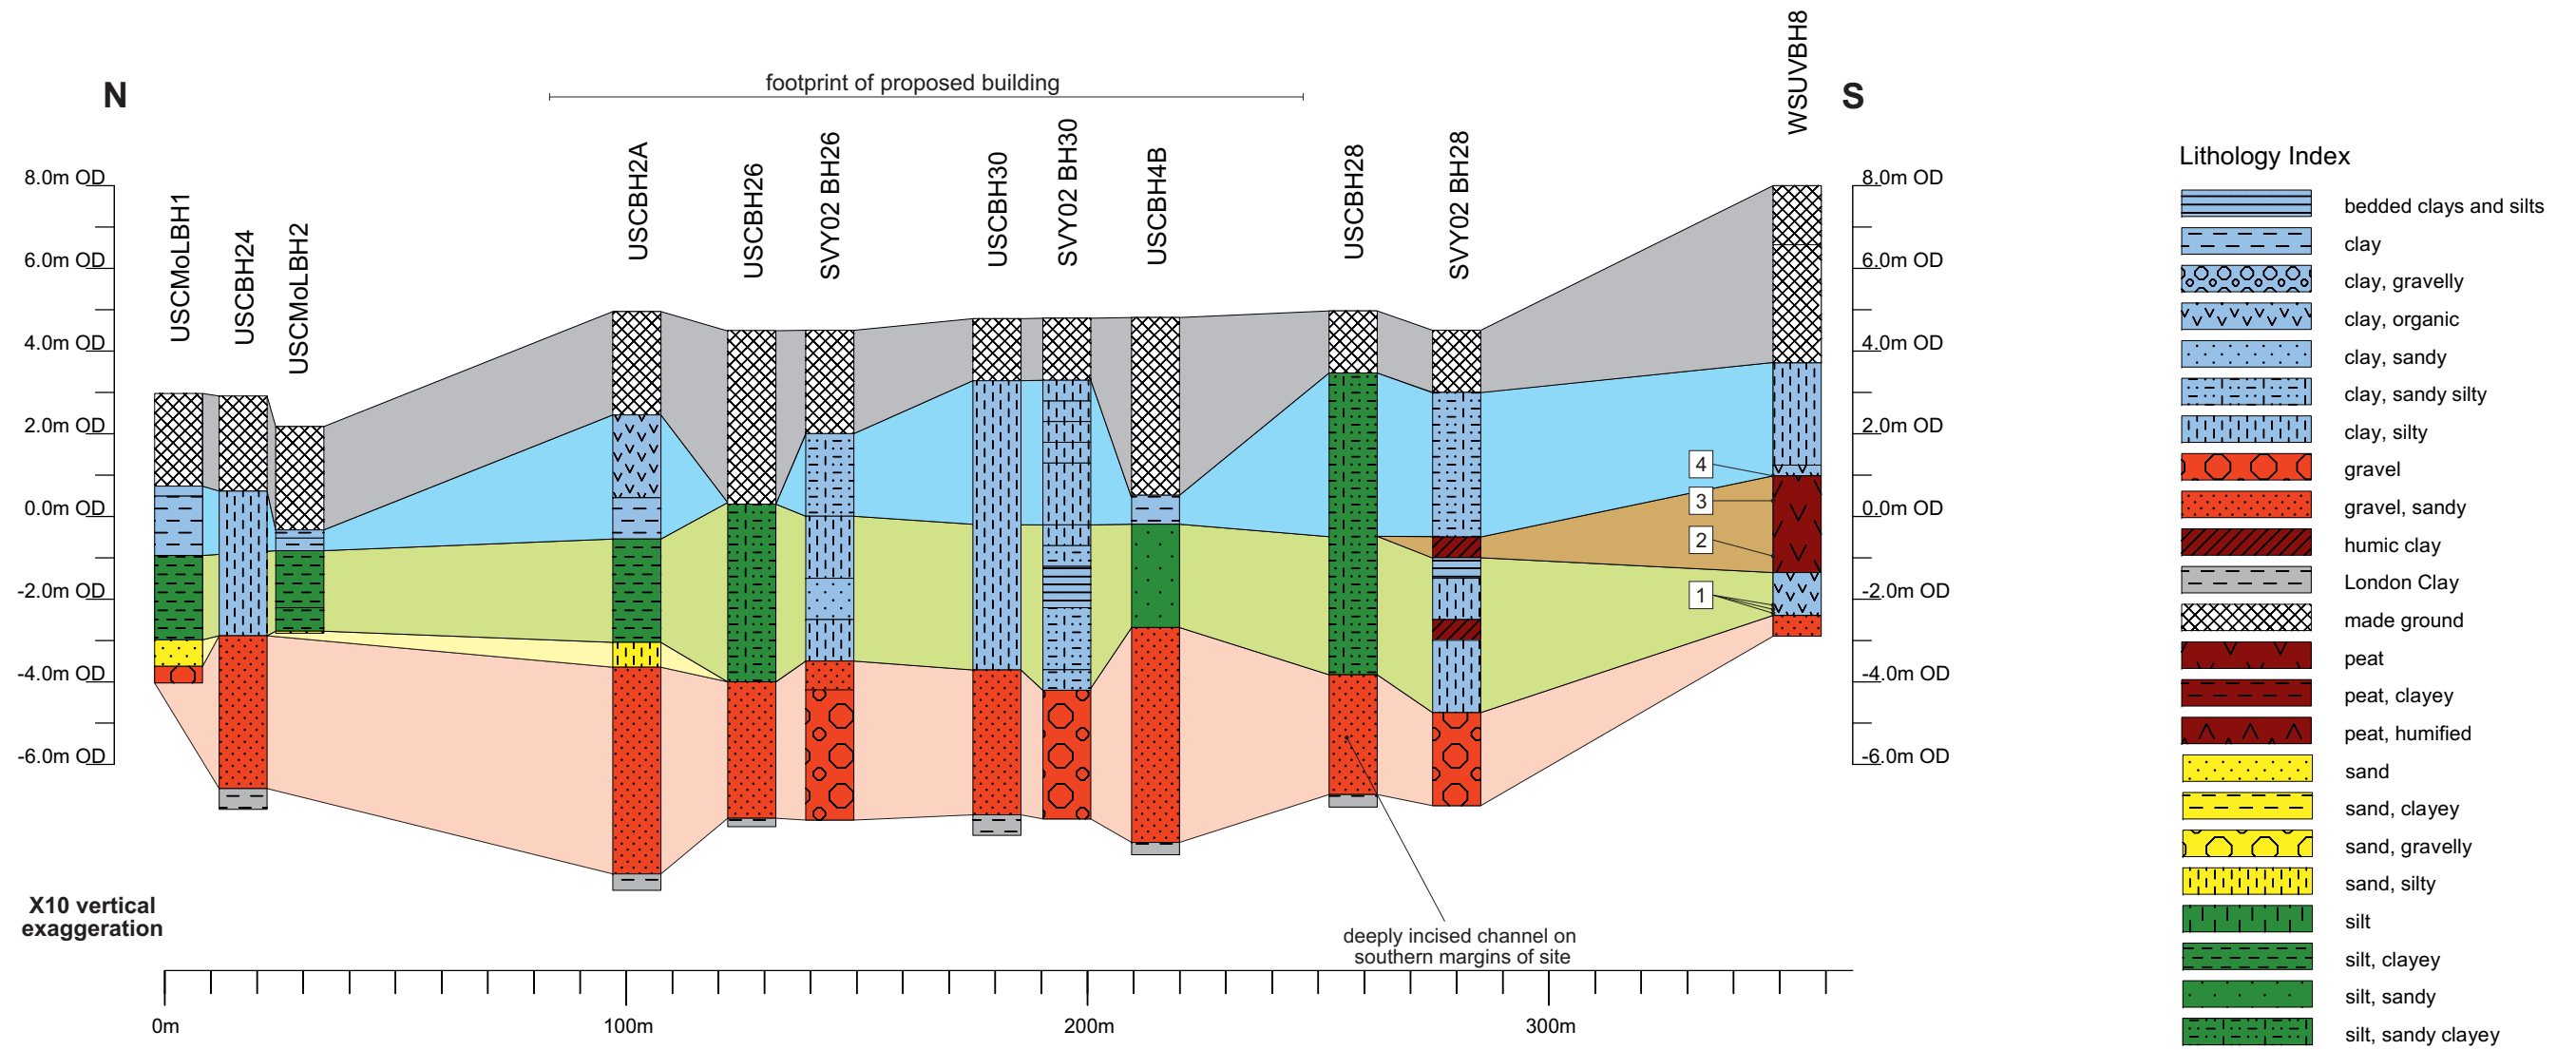 footprint of proposed building
N
S
USCMoLBH1
USCBH24
USCMoLBH2
USCBH2A
USCBH26
SVY02 BH26
USCBH30
SVY02 BH30
USCBH4B
USCBH28
SVY02 BH28
WSUVBH8
8.0m OD
6.0m OD
4.0m OD
2.0m OD
0.0m OD
-2.0m OD
-4.0m OD
-6.0m OD
8.0m OD
6.0m OD
4.0m OD
2.0m OD
0.0m OD
-2.0m OD
-4.0m OD
-6.0m OD
4
3
2
1
X10 vertical
exaggeration
deeply incised channel on
southern margins of site
0m
100m
200m
300m
Lithology Index
bedded clays and silts
clay
clay, gravelly
clay, organic
clay, sandy
clay, sandy silty
clay, silty
gravel
gravel, sandy
humic clay
London Clay
made ground
peat
peat, clayey
peat, humified
sand
sand, clayey
sand, gravelly
sand, silty
silt
silt, clayey
silt, sandy
silt, sandy clayey